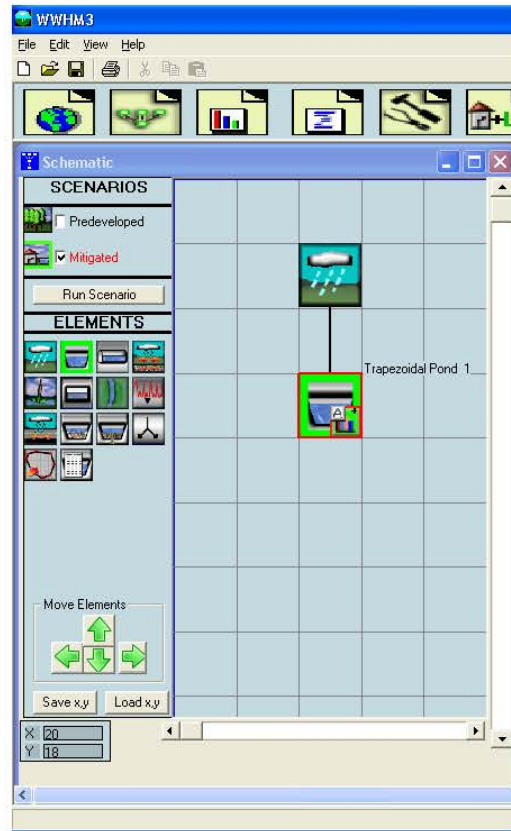 WWHM3
File Edit View Help
Schematic
SCENARIOS
Predeveloped
Mitigated
Run Scenario
ELEMENTS
Trapezoidal Pond 1
A
Move Elements
Save x,y Load x,y
X 20
Y 18